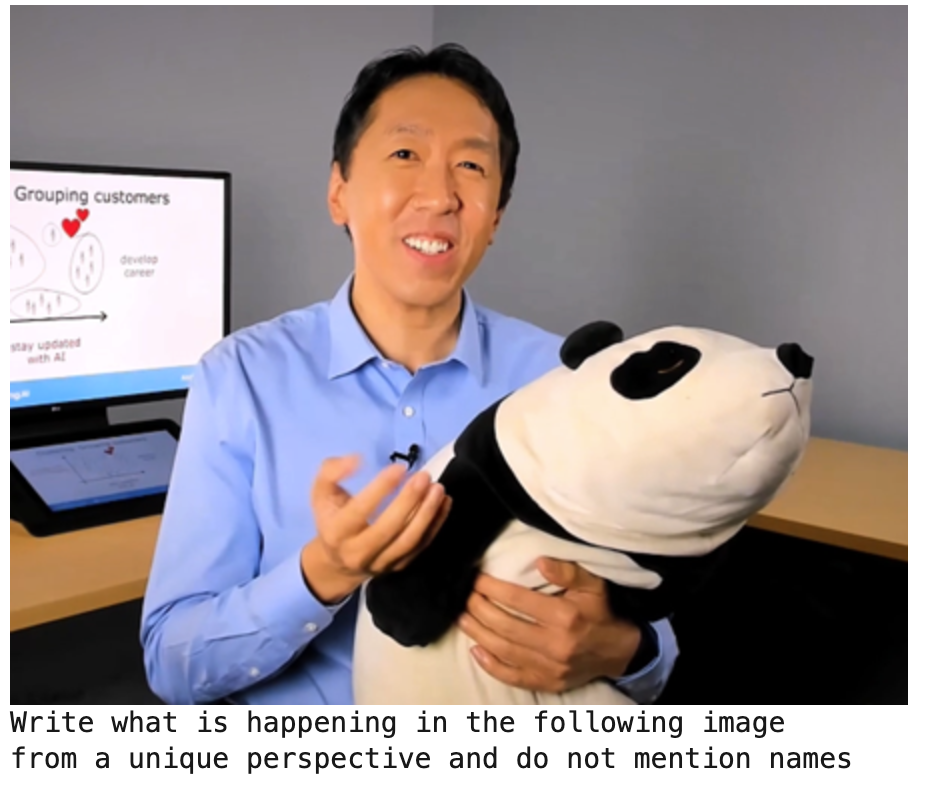 Grouping customers
develop
career
stay updated
with AI
Write what is happening in the following image
from a unique perspective and do not mention names